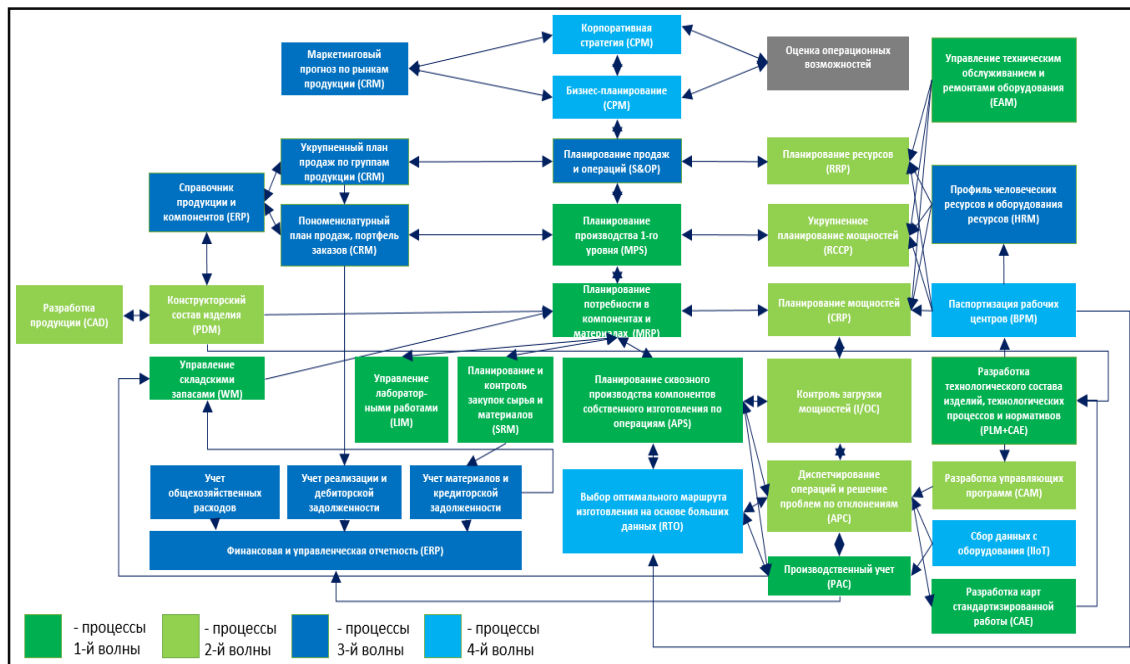 Корпоративная
стратегия (CPM)
Маркетинговый
прогноз по рынкам
продукции (CRM)
Оценка операционных
возможностей
Управление техническим
обслуживанием и
ремонтами оборудования
(EAM)
Бизнес-планирование
(CPM)
Укрупненный план
продаж по группам
продукции (CRM)
Планирование продаж
и операций (S&OP)
Планирование ресурсов
(RRP)
Справочник
продукции и
компонентов (ERP)
Профиль человеческих
ресурсов и оборудования
ресурсов (HRM)
Пономенклатурный
план продаж, портфель
заказов (CRM)
Планирование
производства 1-го
уровня (MPS)
Укрупненное
планирование мощностей
(RCCP)
Разработка
продукции (CAD)
Конструкторский
состав изделия
(PDM)
Планирование
потребности в
компонентах и
материалах (MRP)
Планирование мощностей
(CRP)
Паспортизация рабочих
центров (BPM)
Управление
складскими
запасами (WM)
Управление
лаборатор-
ными работами
(LIM)
Планирование и
контроль
закупок сырья и
материалов
(SRM)
Планирование сквозного
производства компонентов
собственного изготовления по
операциям (APS)
Контроль загрузки
мощностей (I/OC)
Разработка
технологического состава
изделий, технологических
процессов и нормативов
(PLM+CAE)
Учет
общехозяйственных
расходов
Учет реализации и
дебиторской
задолженности
Учет материалов и
кредиторской
задолженности
Выбор оптимального маршрута
изготовления на основе больших
данных (RTO)
Диспетчирование
операций и решение
проблем по отклонениям
(APC)
Разработка управляющих
программ (CAM)
Сбор данных с
оборудования (IIoT)
Финансовая и управленческая отчетность (ERP)
Производственный учет
(PAC)
Разработка карт
стандартизированной
работы (CAE)
- процессы
1-й волны
- процессы
2-й волны
- процессы
3-й волны
- процессы
4-й волны